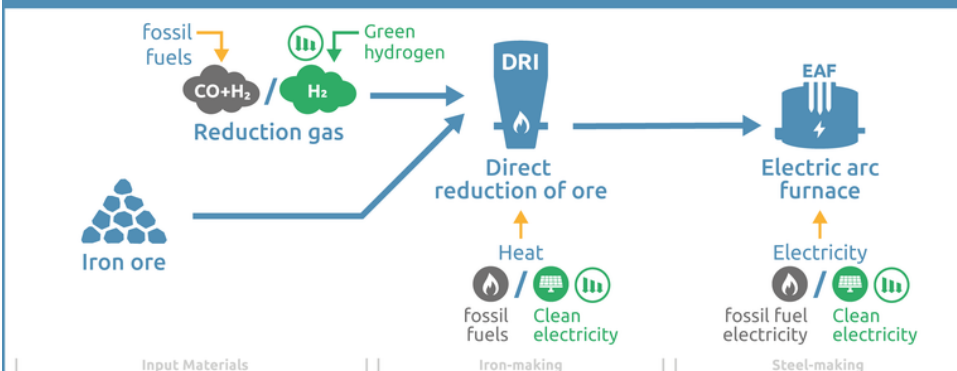 fossil
fuels
Green
hydrogen
CO+H₂
/
H₂
Reduction gas
Iron ore
DRI
Direct
reduction of ore
Heat
/
fossil
fuels
Clean
electricity
EAF
Electric arc
furnace
Electricity
/
fossil fuel
electricity
Clean
electricity
Input Materials
Iron-making
Steel-making